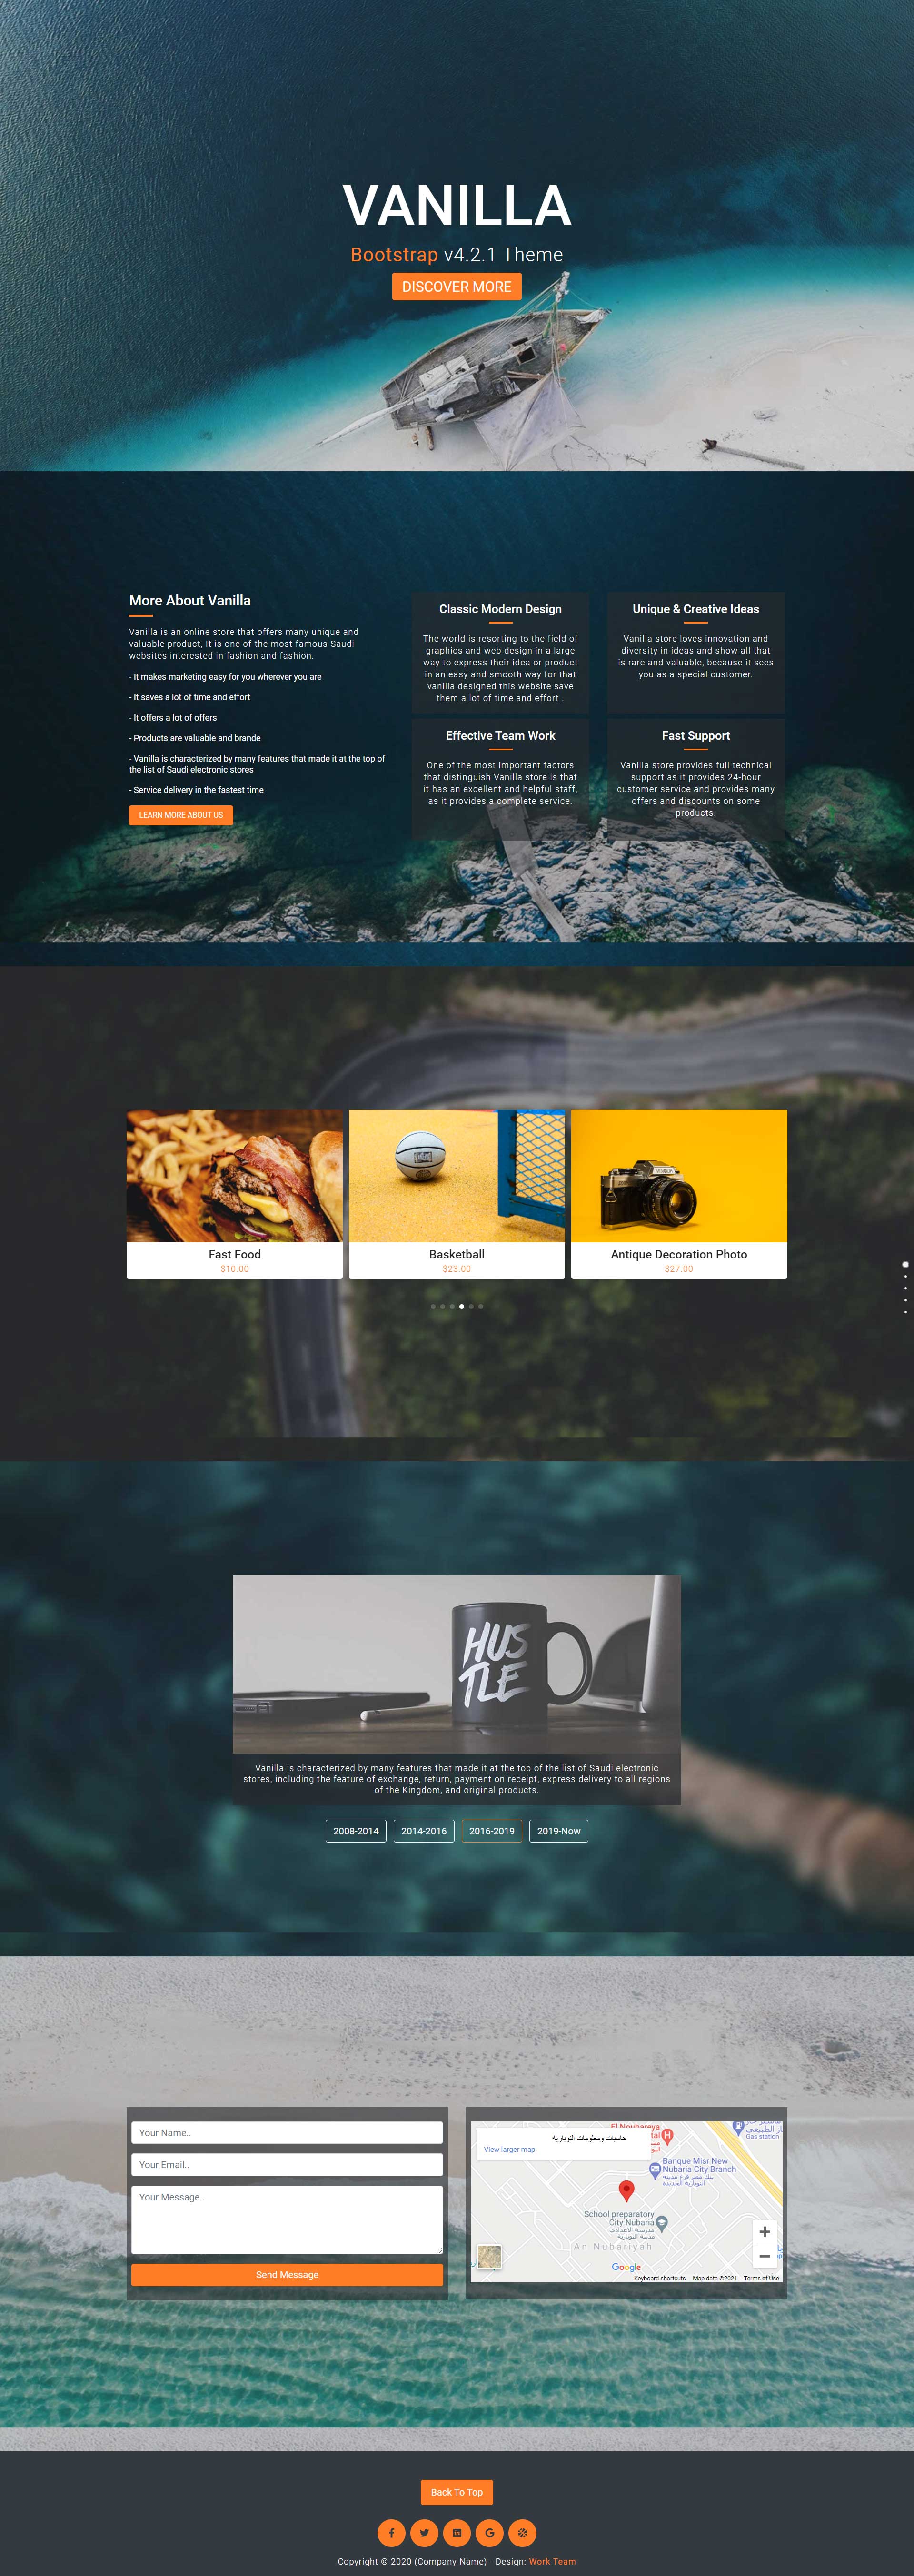 VANILLA
Bootstrap v4.2.1 Theme
DISCOVER MORE
More About Vanilla
Vanilla is an online store that offers many unique and
valuable product, It is one of the most famous Saudi
websites interested in fashion and fashion.
- It makes marketing easy for you wherever you are
- It saves a lot of time and effort
- It offers a lot of offers
- Products are valuable and brande
- Vanilla is characterized by many features that made it at the top of
the list of Saudi electronic stores
- Service delivery in the fastest time
LEARN MORE ABOUT US
Classic Modern Design
The world is resorting to the field of
graphics and web design in a large
way to express their idea or product
in an easy and smooth way for that
vanilla designed this website save
them a lot of time and effort .
Unique & Creative Ideas
Vanilla store loves innovation and
diversity in ideas and show all that
is rare and valuable, because it sees
you as a special customer.
Effective Team Work
One of the most important factors
that distinguish Vanilla store is that
it has an excellent and helpful staff,
as it provides a complete service.
Fast Support
Vanilla store provides full technical
support as it provides 24-hour
customer service and provides many
offers and discounts on some
products.
MINOLTA
Fast Food
$10.00
Basketball
$23.00
Antique Decoration Photo
$27.00
HUS
TLE
Vanilla is characterized by many features that made it at the top of the list of Saudi electronic
stores, including the feature of exchange, return, payment on receipt, express delivery to all regions
of the Kingdom, and original products.
2008-2014
2014-2016
2016-2019
2019-Now
Your Name..
Your Email..
Your Message..
Send Message
حاسبات ومعلومات النوبارية
View larger map
Gas station
Banque Misr New
Nubaria City Branch
بنك مصر فرع مدينة
النوبارية الجديدة
School preparatory
City Nubaria
مدرسة الاعدادى
مدينة النوبارية
An Nubariyah
Google
Keyboard shortcuts
Map data ©2021
Terms of Use
Back To Top
Copyright © 2020 (Company Name) - Design: Work Team